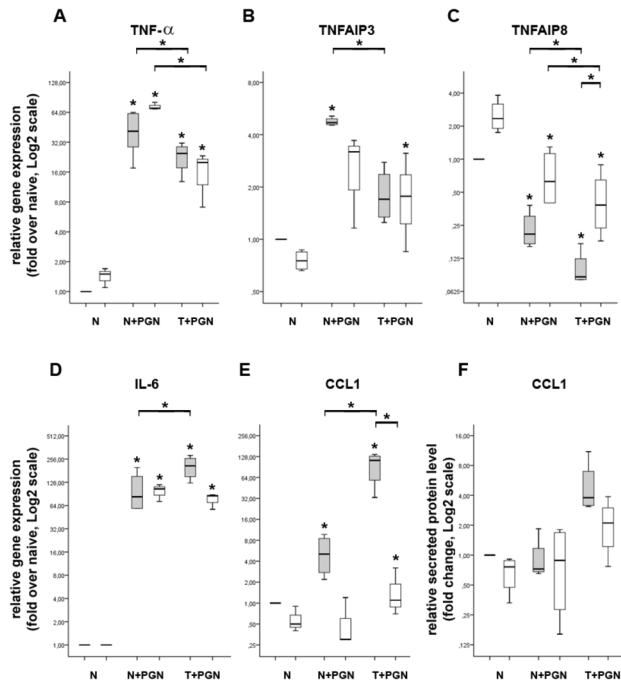 A
TNF-α
relative gene expression
(fold over naive, Log2 scale)
128,00
64,00
32,00
16,00
8,00
4,00
2,00
1,00
*
*
*
*
*
*
N
N+PGN
T+PGN
B
TNFAIP3
8,00
4,00
2,00
1,00
,50
*
*
N
N+PGN
T+PGN
C
TNFAIP8
4,00
2,00
1,00
,50
,25
,125
,0625
*
*
*
*
*
*
*
N
N+PGN
T+PGN
D
IL-6
relative gene expression
(fold over naive, Log2 scale)
512,00
256,00
128,00
64,00
32,00
16,00
8,00
4,00
2,00
1,00
*
*
*
*
*
N
N+PGN
T+PGN
E
CCL1
256,00
128,00
64,00
32,00
16,00
8,00
4,00
2,00
1,00
,50
,25
*
*
*
*
*
N
N+PGN
T+PGN
F
CCL1
relative secreted protein level
(fold change, Log2 scale)
16,00
8,00
4,00
2,00
1,00
,50
,25
,125
N
N+PGN
T+PGN